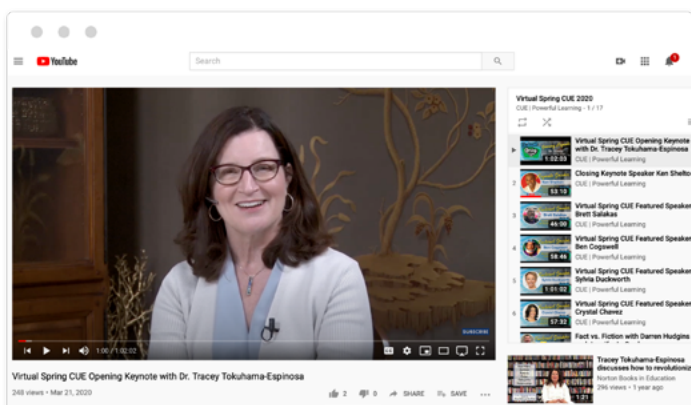 YouTube
Search
SUBSCRIBE
1:00 / 1:02:02
Virtual Spring CUE Opening Keynote with Dr. Tracey Tokuhama-Espinosa
248 views • Mar 21, 2020
2
0
SHARE
SAVE
Virtual Spring CUE 2020
CUE | Powerful Learning - 1 / 17
1:02:03
Virtual Spring CUE Opening Keynote
with Dr. Tracey Tokuhama-Espinosa
CUE | Powerful Learning
2
53:10
Closing Keynote Speaker Ken Shelto
CUE | Powerful Learning
3
46:00
Virtual Spring CUE Featured Speaker
Brett Salakas
CUE | Powerful Learning
4
58:46
Virtual Spring CUE Featured Speaker
Ben Cogswell
CUE | Powerful Learning
5
1:01:02
Virtual Spring CUE Featured Speaker
Sylvia Duckworth
CUE | Powerful Learning
6
57:32
Virtual Spring CUE Featured Speaker
Crystal Chavez
CUE | Powerful Learning
Fact vs. Fiction with Darren Hudgins
1:21
Tracey Tokuhama-Espinosa
discusses how to revolutioniz
Norton Books in Education
296 views • 1 year ago